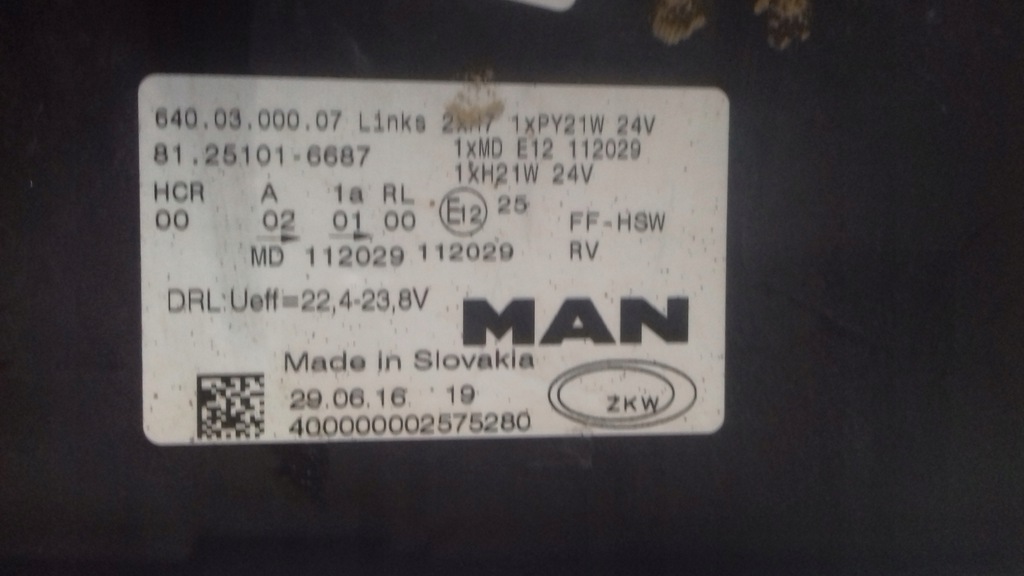 640.03.000.07 Links 2xH7 1xPY21W 24V
81.25101-6687 1xMD E12 112029
1xH21W 24V
HCR A 1a RL E12 25
00 02 01 00 FF-HSW
MD 112029 112029 RV
DRL:Ueff=22,4-23,8V
MAN
Made in Slovakia
29.06.16 19 ZKW
400000002575280